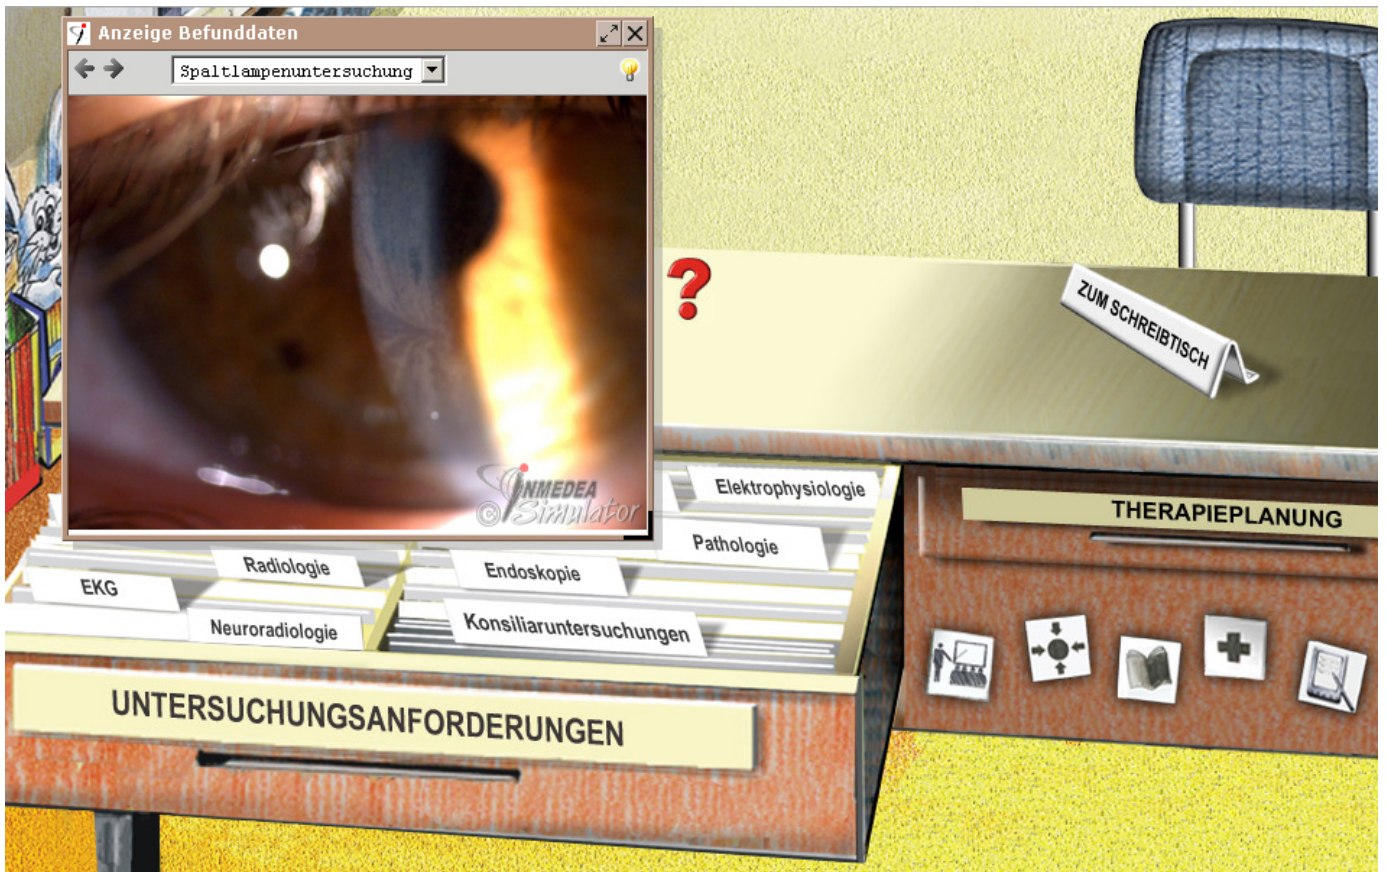 Anzeige Befunddaten
Spaltlampenuntersuchung
© INMEDEA
Simulator
?
ZUM SCHREIBTISCH
Elektrophysiologie
Pathologie
Radiologie
Endoskopie
EKG
Neuroradiologie
Konsiliaruntersuchungen
UNTERSUCHUNGSANFORDERUNGEN
THERAPIEPLANUNG